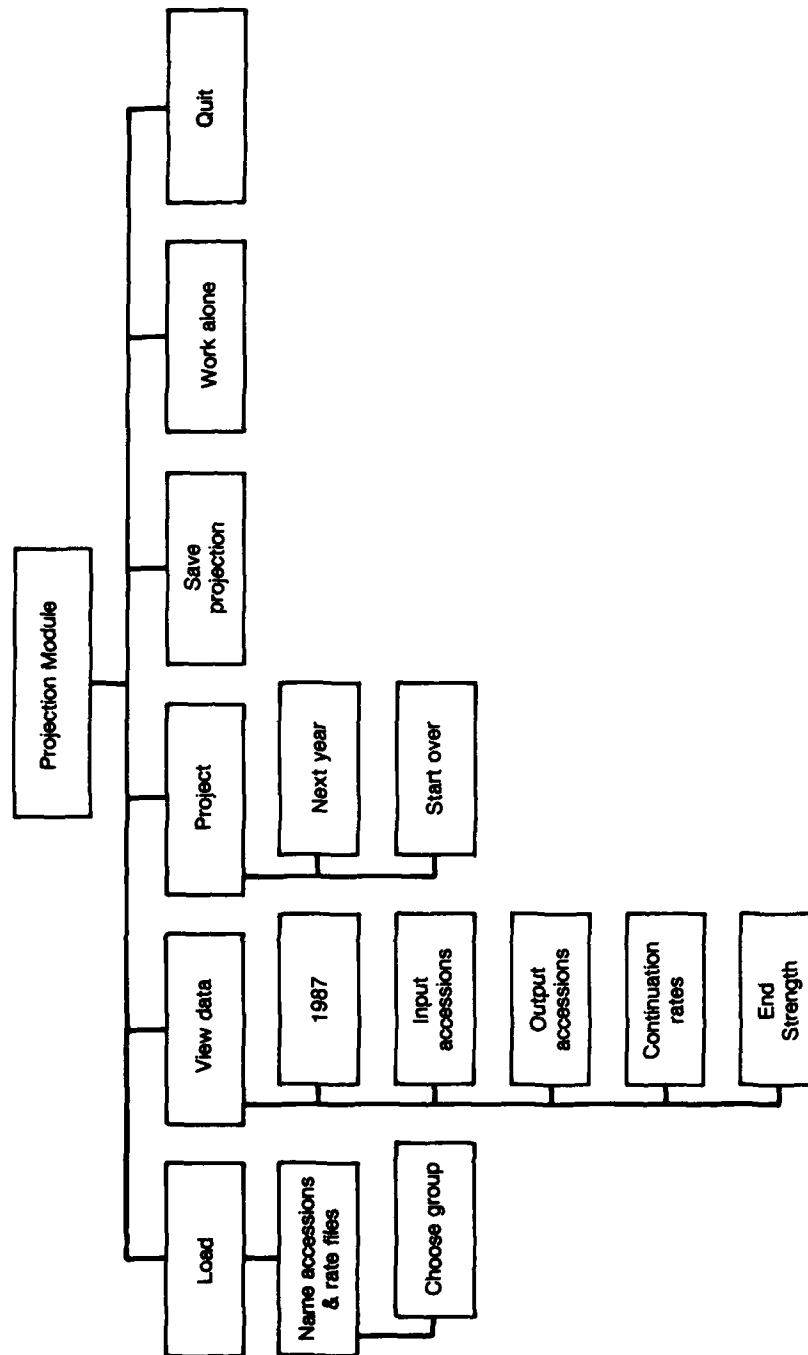 Projection Module
Load
View data
Project
Save
projection
Work alone
Quit
Name accessions
& rate files
Choose group
1987
Input
accessions
Output
accessions
Continuation
rates
End
Strength
Next year
Start over